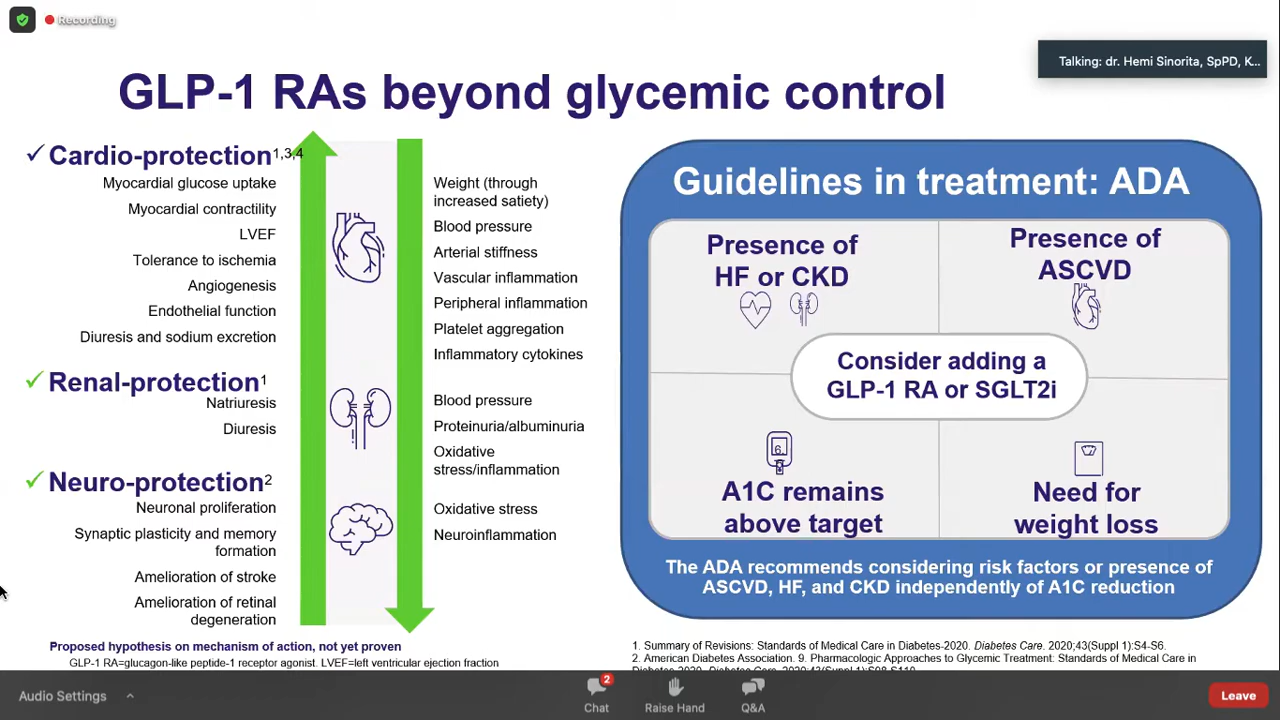 Recording
Talking: dr. Hemi Sinorita, SpPD, K...
GLP-1 RAs beyond glycemic control
✓ Cardio-protection1,3,4
Myocardial glucose uptake
Myocardial contractility
LVEF
Tolerance to ischemia
Angiogenesis
Endothelial function
Diuresis and sodium excretion
Weight (through
increased satiety)
Blood pressure
Arterial stiffness
Vascular inflammation
Peripheral inflammation
Platelet aggregation
Inflammatory cytokines
✓ Renal-protection1
Natriuresis
Diuresis
Blood pressure
Proteinuria/albuminuria
Oxidative
stress/inflammation
✓ Neuro-protection2
Neuronal proliferation
Synaptic plasticity and memory
formation
Amelioration of stroke
Amelioration of retinal
degeneration
Oxidative stress
Neuroinflammation
Proposed hypothesis on mechanism of action, not yet proven
GLP-1 RA=glucagon-like peptide-1 receptor agonist. LVEF=left ventricular ejection fraction
Guidelines in treatment: ADA
Presence of
HF or CKD
Presence of
ASCVD
Consider adding a
GLP-1 RA or SGLT2i
6.
A1C remains
above target
Need for
weight loss
The ADA recommends considering risk factors or presence of
ASCVD, HF, and CKD independently of A1C reduction
1. Summary of Revisions: Standards of Medical Care in Diabetes-2020. Diabetes Care. 2020;43(Suppl 1):S4-S6.
2. American Diabetes Association. 9. Pharmacologic Approaches to Glycemic Treatment: Standards of Medical Care in
Audio Settings
2
Chat
Raise Hand
Q&A
Leave